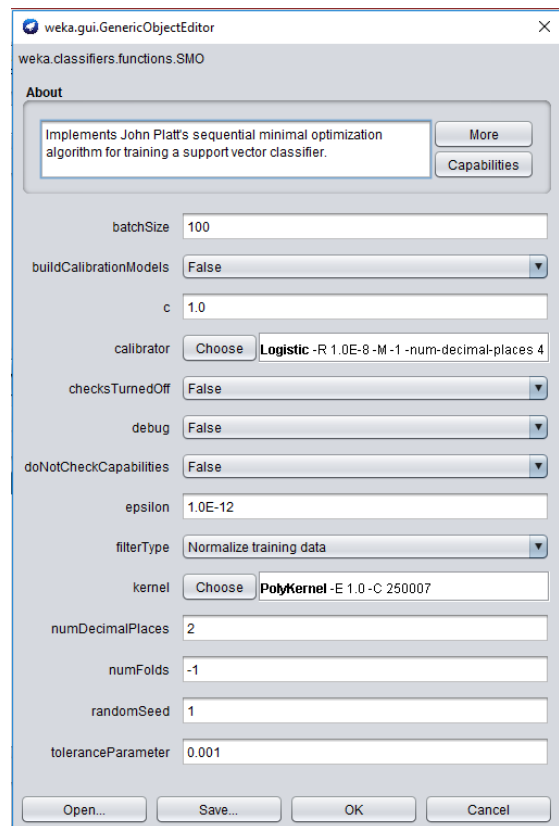 weka.gui.GenericObjectEditor
weka.classifiers.functions.SMO
About
Implements John Platt's sequential minimal optimization
algorithm for training a support vector classifier.
More
Capabilities
batchSize 100
buildCalibrationModels False
c 1.0
calibrator Choose Logistic -R 1.0E-8 -M -1 -num-decimal-places 4
checksTurnedOff False
debug False
doNotCheckCapabilities False
epsilon 1.0E-12
filterType Normalize training data
kernel Choose PolyKernel -E 1.0 -C 250007
numDecimalPlaces 2
numFolds -1
randomSeed 1
toleranceParameter 0.001
Open... Save... OK Cancel